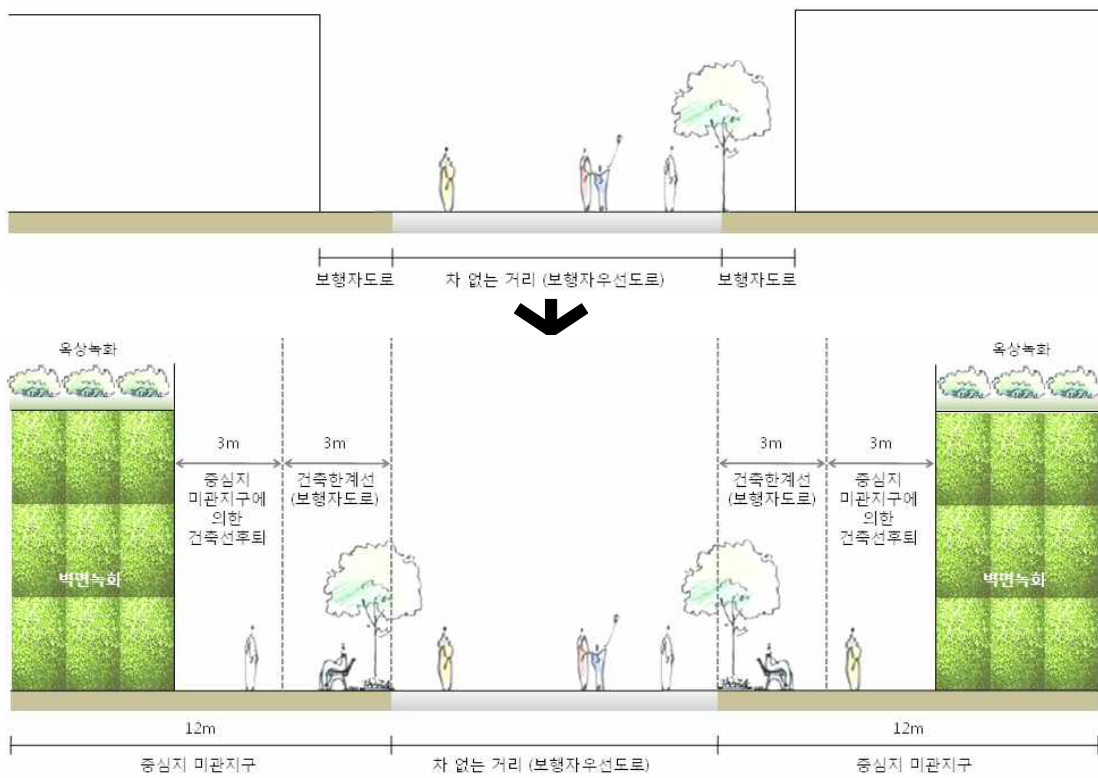 보행자도로 차 없는 거리 (보행자우선도로) 보행자도로
옥상녹화 옥상녹화
3m 3m 3m 3m
중심지 건축한계선 건축한계선 중심지
미관지구에 (보행자도로) (보행자도로) 미관지구에
의한 의한
건축선후퇴 건축선후퇴
벽면녹화 벽면녹화
12m 12m
중심지 미관지구 차 없는 거리 (보행자우선도로) 중심지 미관지구